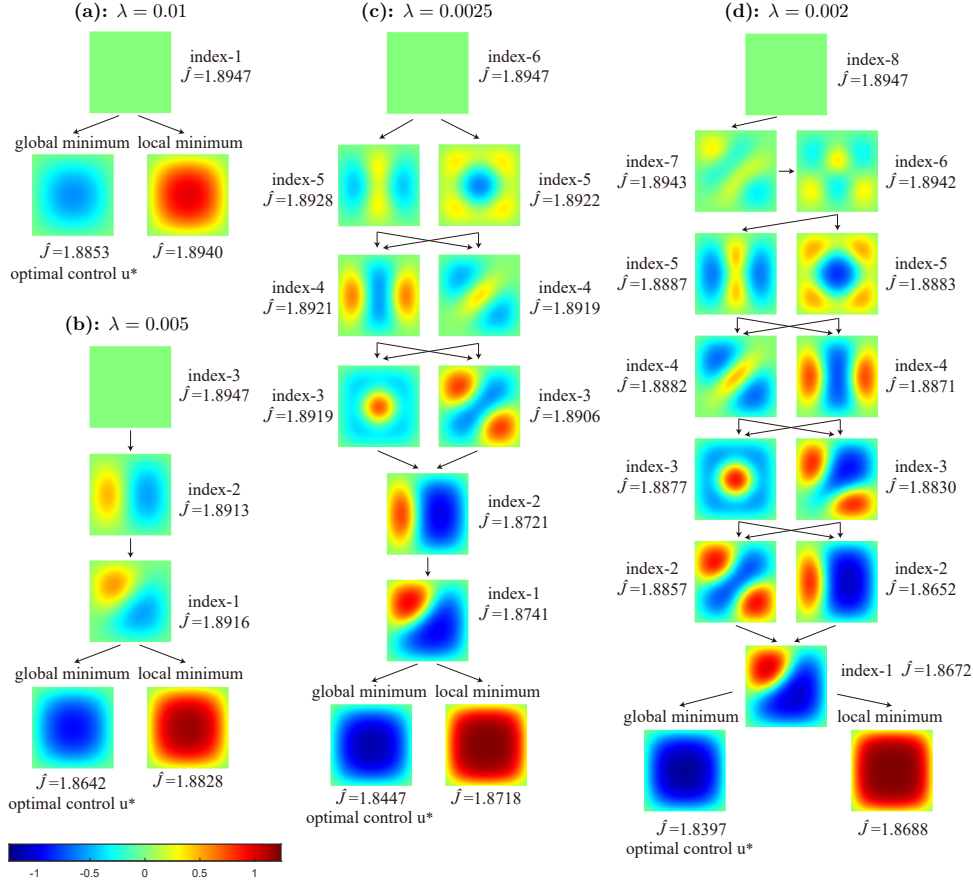 (a): λ = 0.01
index-1
Ĵ=1.8947
global minimum
local minimum
Ĵ=1.8853
Ĵ=1.8940
optimal control u*
(b): λ = 0.005
index-3
Ĵ=1.8947
index-2
Ĵ=1.8913
index-1
Ĵ=1.8916
global minimum
local minimum
Ĵ=1.8642
Ĵ=1.8828
optimal control u*
-1
-0.5
0
0.5
1
(c): λ = 0.0025
index-6
Ĵ=1.8947
index-5
Ĵ=1.8928
index-5
Ĵ=1.8922
index-4
Ĵ=1.8921
index-4
Ĵ=1.8919
index-3
Ĵ=1.8919
index-3
Ĵ=1.8906
index-2
Ĵ=1.8721
index-1
Ĵ=1.8741
global minimum
local minimum
Ĵ=1.8447
Ĵ=1.8718
optimal control u*
(d): λ = 0.002
index-8
Ĵ=1.8947
index-7
Ĵ=1.8943
index-6
Ĵ=1.8942
index-5
Ĵ=1.8887
index-5
Ĵ=1.8883
index-4
Ĵ=1.8882
index-4
Ĵ=1.8871
index-3
Ĵ=1.8877
index-3
Ĵ=1.8830
index-2
Ĵ=1.8857
index-2
Ĵ=1.8652
index-1 Ĵ=1.8672
global minimum
local minimum
Ĵ=1.8397
Ĵ=1.8688
optimal control u*